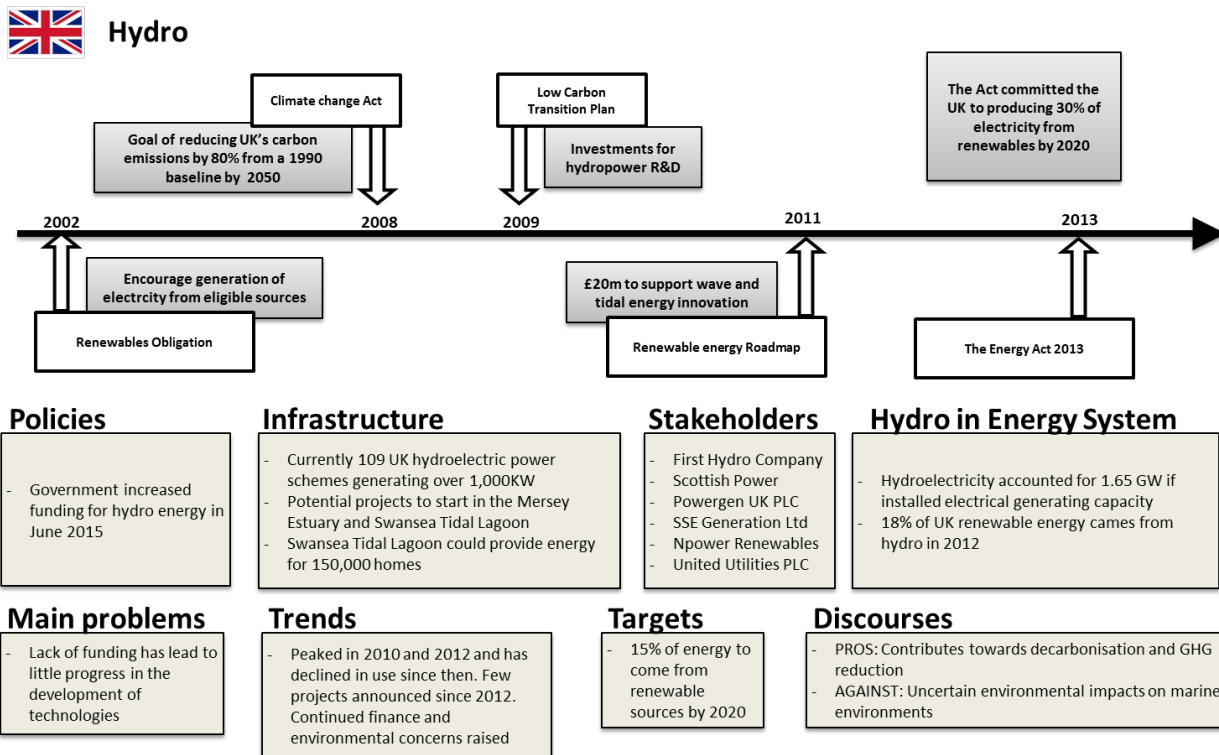 Hydro
Climate change Act
Goal of reducing UK's carbon
emissions by 80% from a 1990
baseline by 2050
Low Carbon
Transition Plan
Investments for
hydropower R&D
The Act committed the
UK to producing 30% of
electricity from
renewables by 2020
2002
2008
2009
2011
2013
Encourage generation of
electrcity from eligible sources
Renewables Obligation
£20m to support wave and
tidal energy innovation
Renewable energy Roadmap
The Energy Act 2013
Policies
- Government increased
funding for hydro energy in
June 2015
Infrastructure
- Currently 109 UK hydroelectric power
schemes generating over 1,000KW
- Potential projects to start in the Mersey
Estuary and Swansea Tidal Lagoon
- Swansea Tidal Lagoon could provide energy
for 150,000 homes
Stakeholders
- First Hydro Company
- Scottish Power
- Powergen UK PLC
- SSE Generation Ltd
- Npower Renewables
- United Utilities PLC
Hydro in Energy System
- Hydroelectricity accounted for 1.65 GW if
installed electrical generating capacity
- 18% of UK renewable energy cames from
hydro in 2012
Main problems
- Lack of funding has lead to
little progress in the
development of
technologies
Trends
- Peaked in 2010 and 2012 and has
declined in use since then. Few
projects announced since 2012.
Continued finance and
environmental concerns raised
Targets
- 15% of energy to
come from
renewable
sources by 2020
Discourses
- PROS: Contributes towards decarbonisation and GHG
reduction
- AGAINST: Uncertain environmental impacts on marine
environments